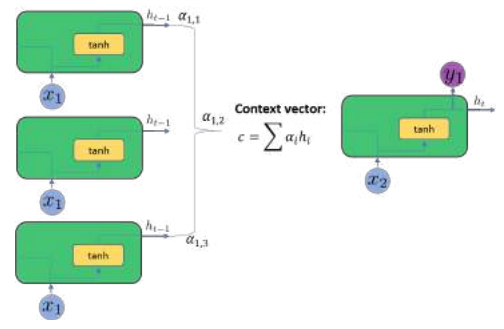 h_{t-1}
α_{1,1}
tanh
x_1
h_{t-1}
α_{1,2}
tanh
x_1
h_{t-1}
α_{1,3}
tanh
x_1
Context vector:
c = ∑ α_i h_i
y_1
h_t
tanh
x_2